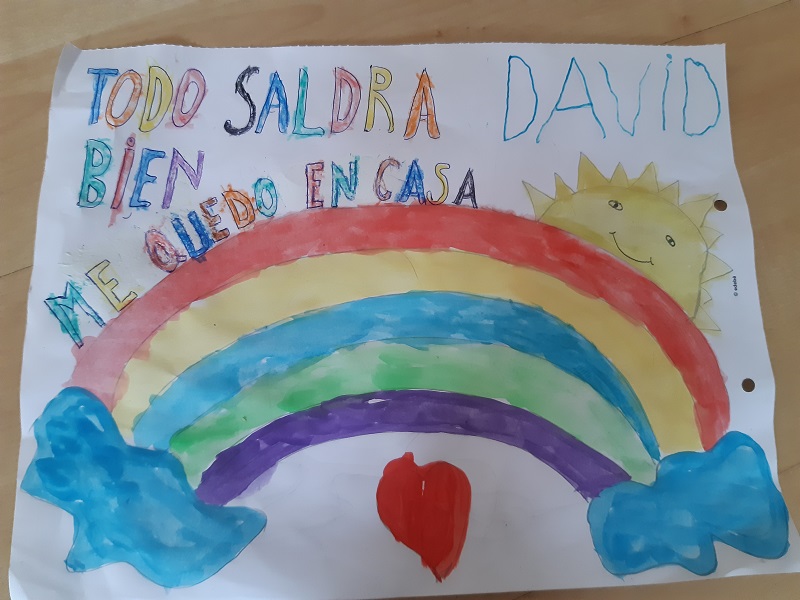 TODO SALDRA
DAVID
BIEN
ME QUEDO EN CASA